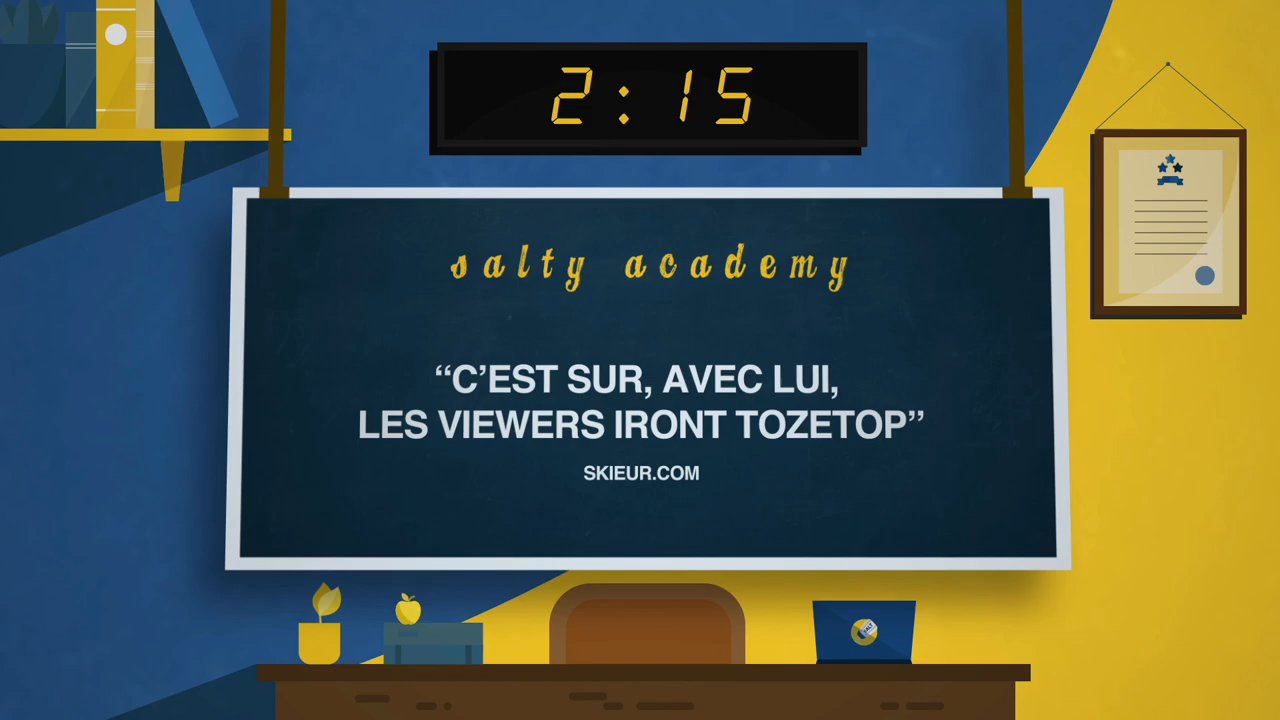 2:15
salty academy
“C’EST SUR, AVEC LUI,
LES VIEWERS IRONT TOZETOP”
SKIEUR.COM